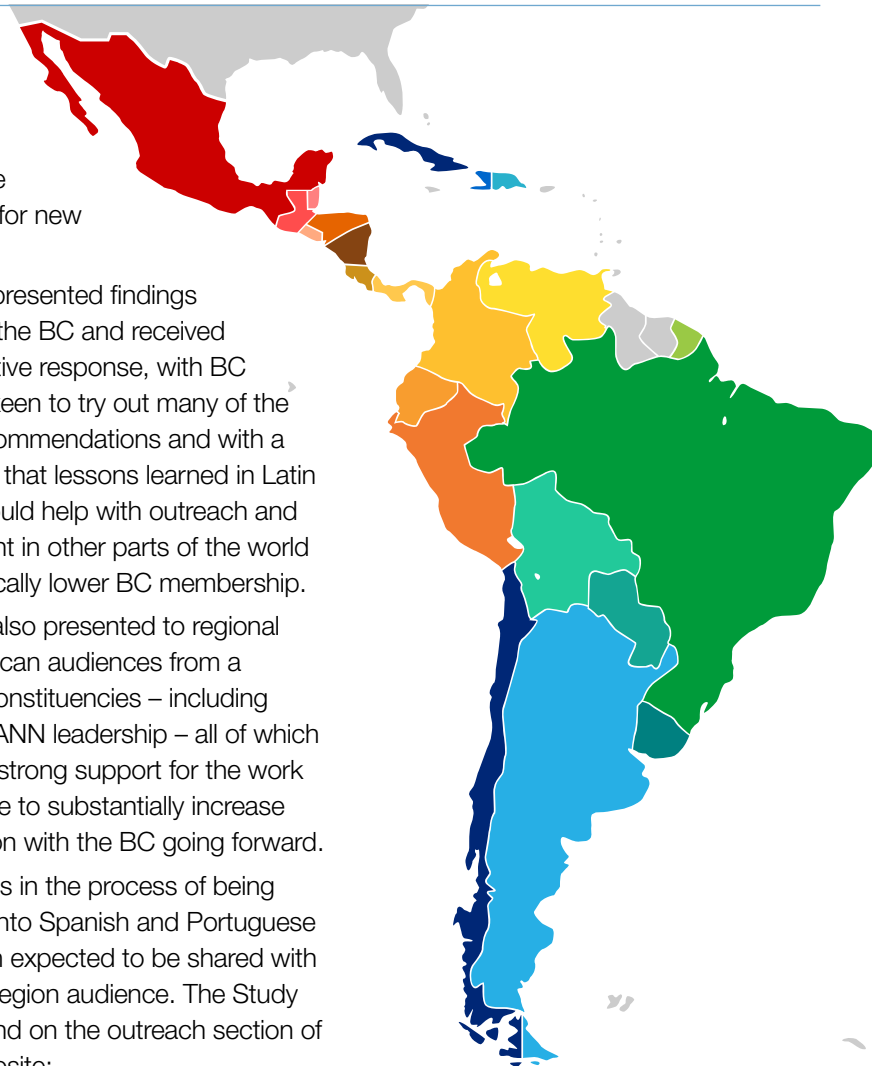 for new
presented findings
the BC and received
tive response, with BC
keen to try out many of the
ommendations and with a
that lessons learned in Latin
uld help with outreach and
nt in other parts of the world
cally lower BC membership.
also presented to regional
can audiences from a
onstituencies – including
ANN leadership – all of which
strong support for the work
e to substantially increase
on with the BC going forward.
s in the process of being
nto Spanish and Portuguese
n expected to be shared with
egion audience. The Study
nd on the outreach section of